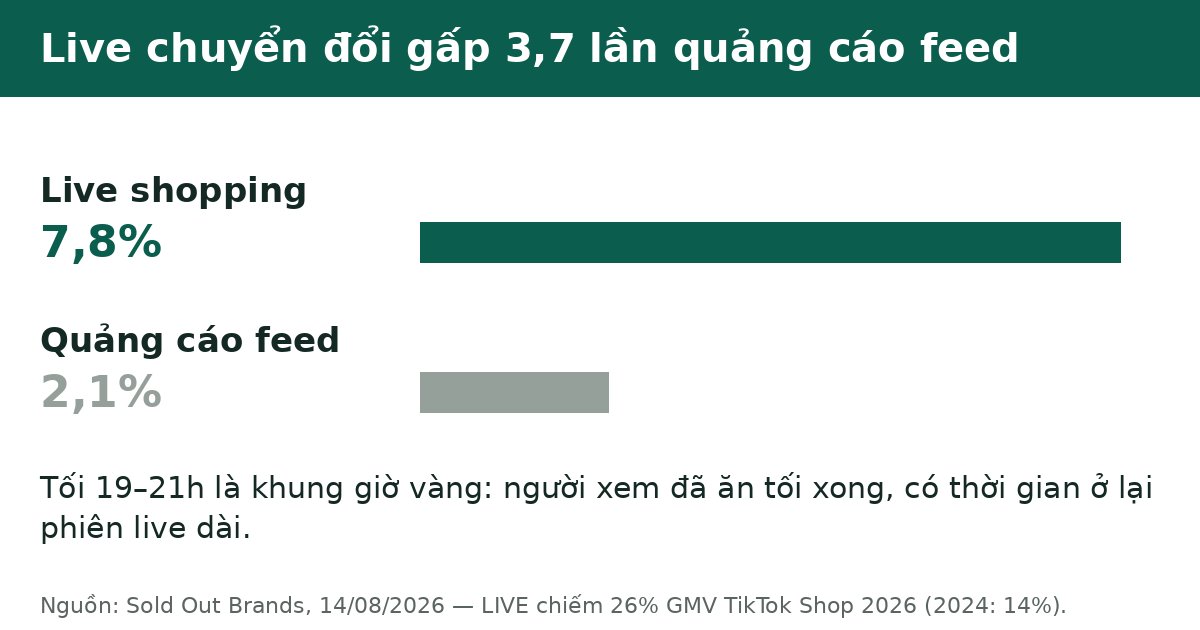 Live chuyển đổi gấp 3,7 lần quảng cáo feed
Live shopping
7,8%
Quảng cáo feed
2,1%
Tối 19–21h là khung giờ vàng: người xem đã ăn tối xong, có thời gian ở lại
phiên live dài.
Nguồn: Sold Out Brands, 14/08/2026 — LIVE chiếm 26% GMV TikTok Shop 2026 (2024: 14%).